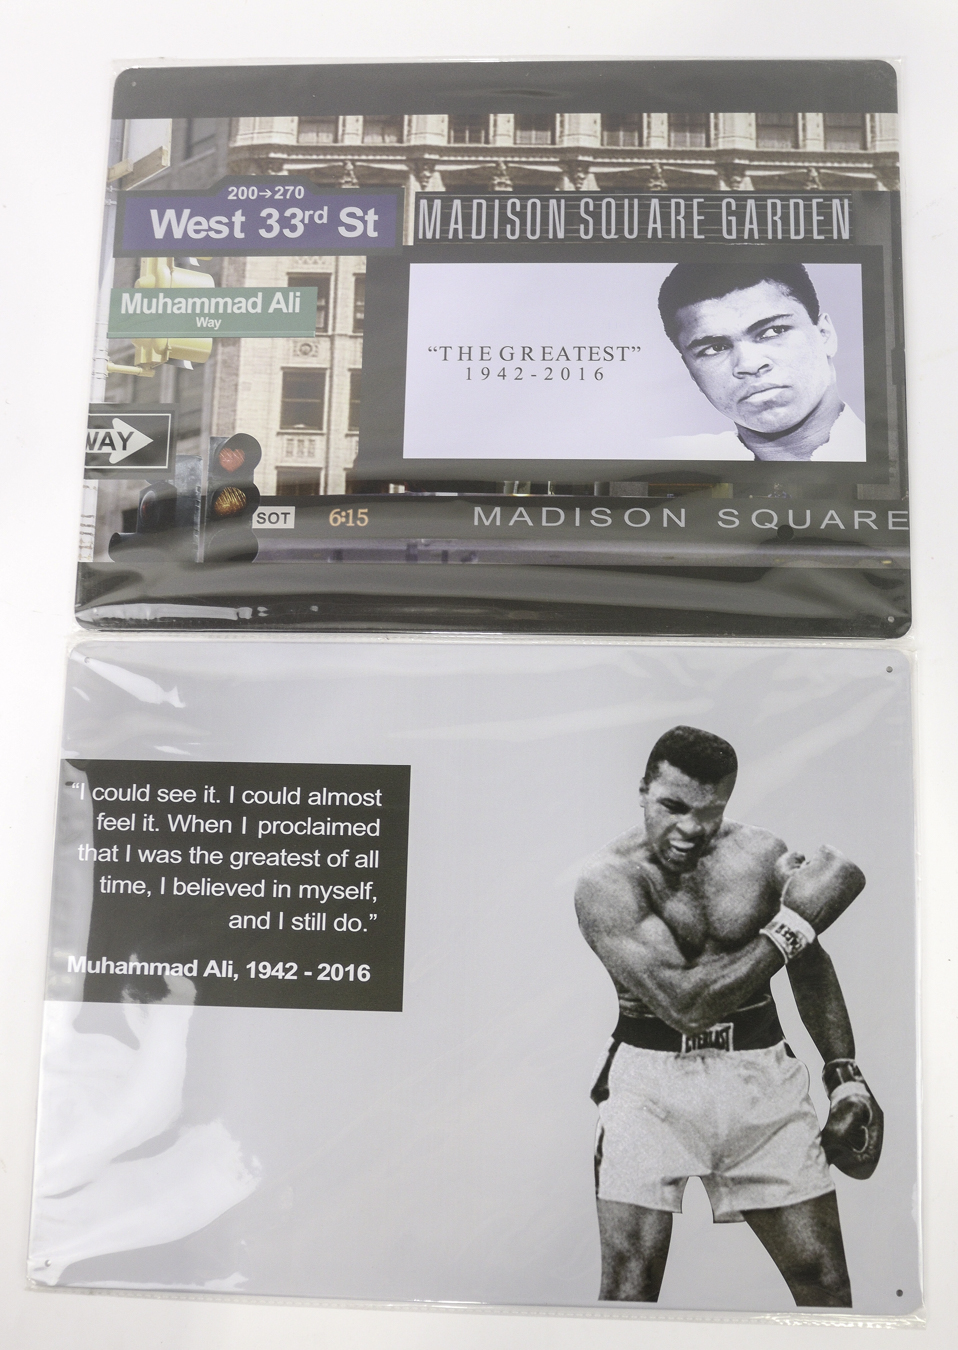 200→270
West 33rd St
MADISON SQUARE GARDEN
Muhammad Ali
Way
"THE GREATEST"
1942-2016
WAY
SOT
6:15
MADISON SQUARE
"I could see it. I could almost
feel it. When I proclaimed
that I was the greatest of all
time, I believed in myself,
and I still do."
Muhammad Ali, 1942 - 2016
EVERLAST